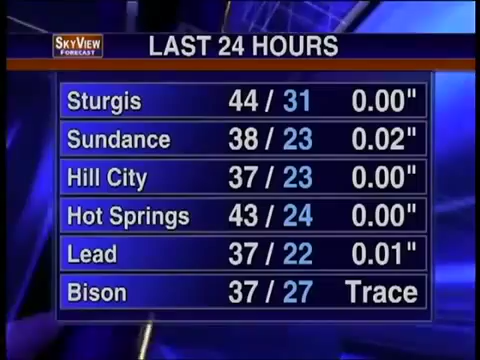 SKYVIEW
FORECAST
LAST 24 HOURS
Sturgis 44 / 31 0.00"
Sundance 38 / 23 0.02"
Hill City 37 / 23 0.00"
Hot Springs 43 / 24 0.00"
Lead 37 / 22 0.01"
Bison 37 / 27 Trace